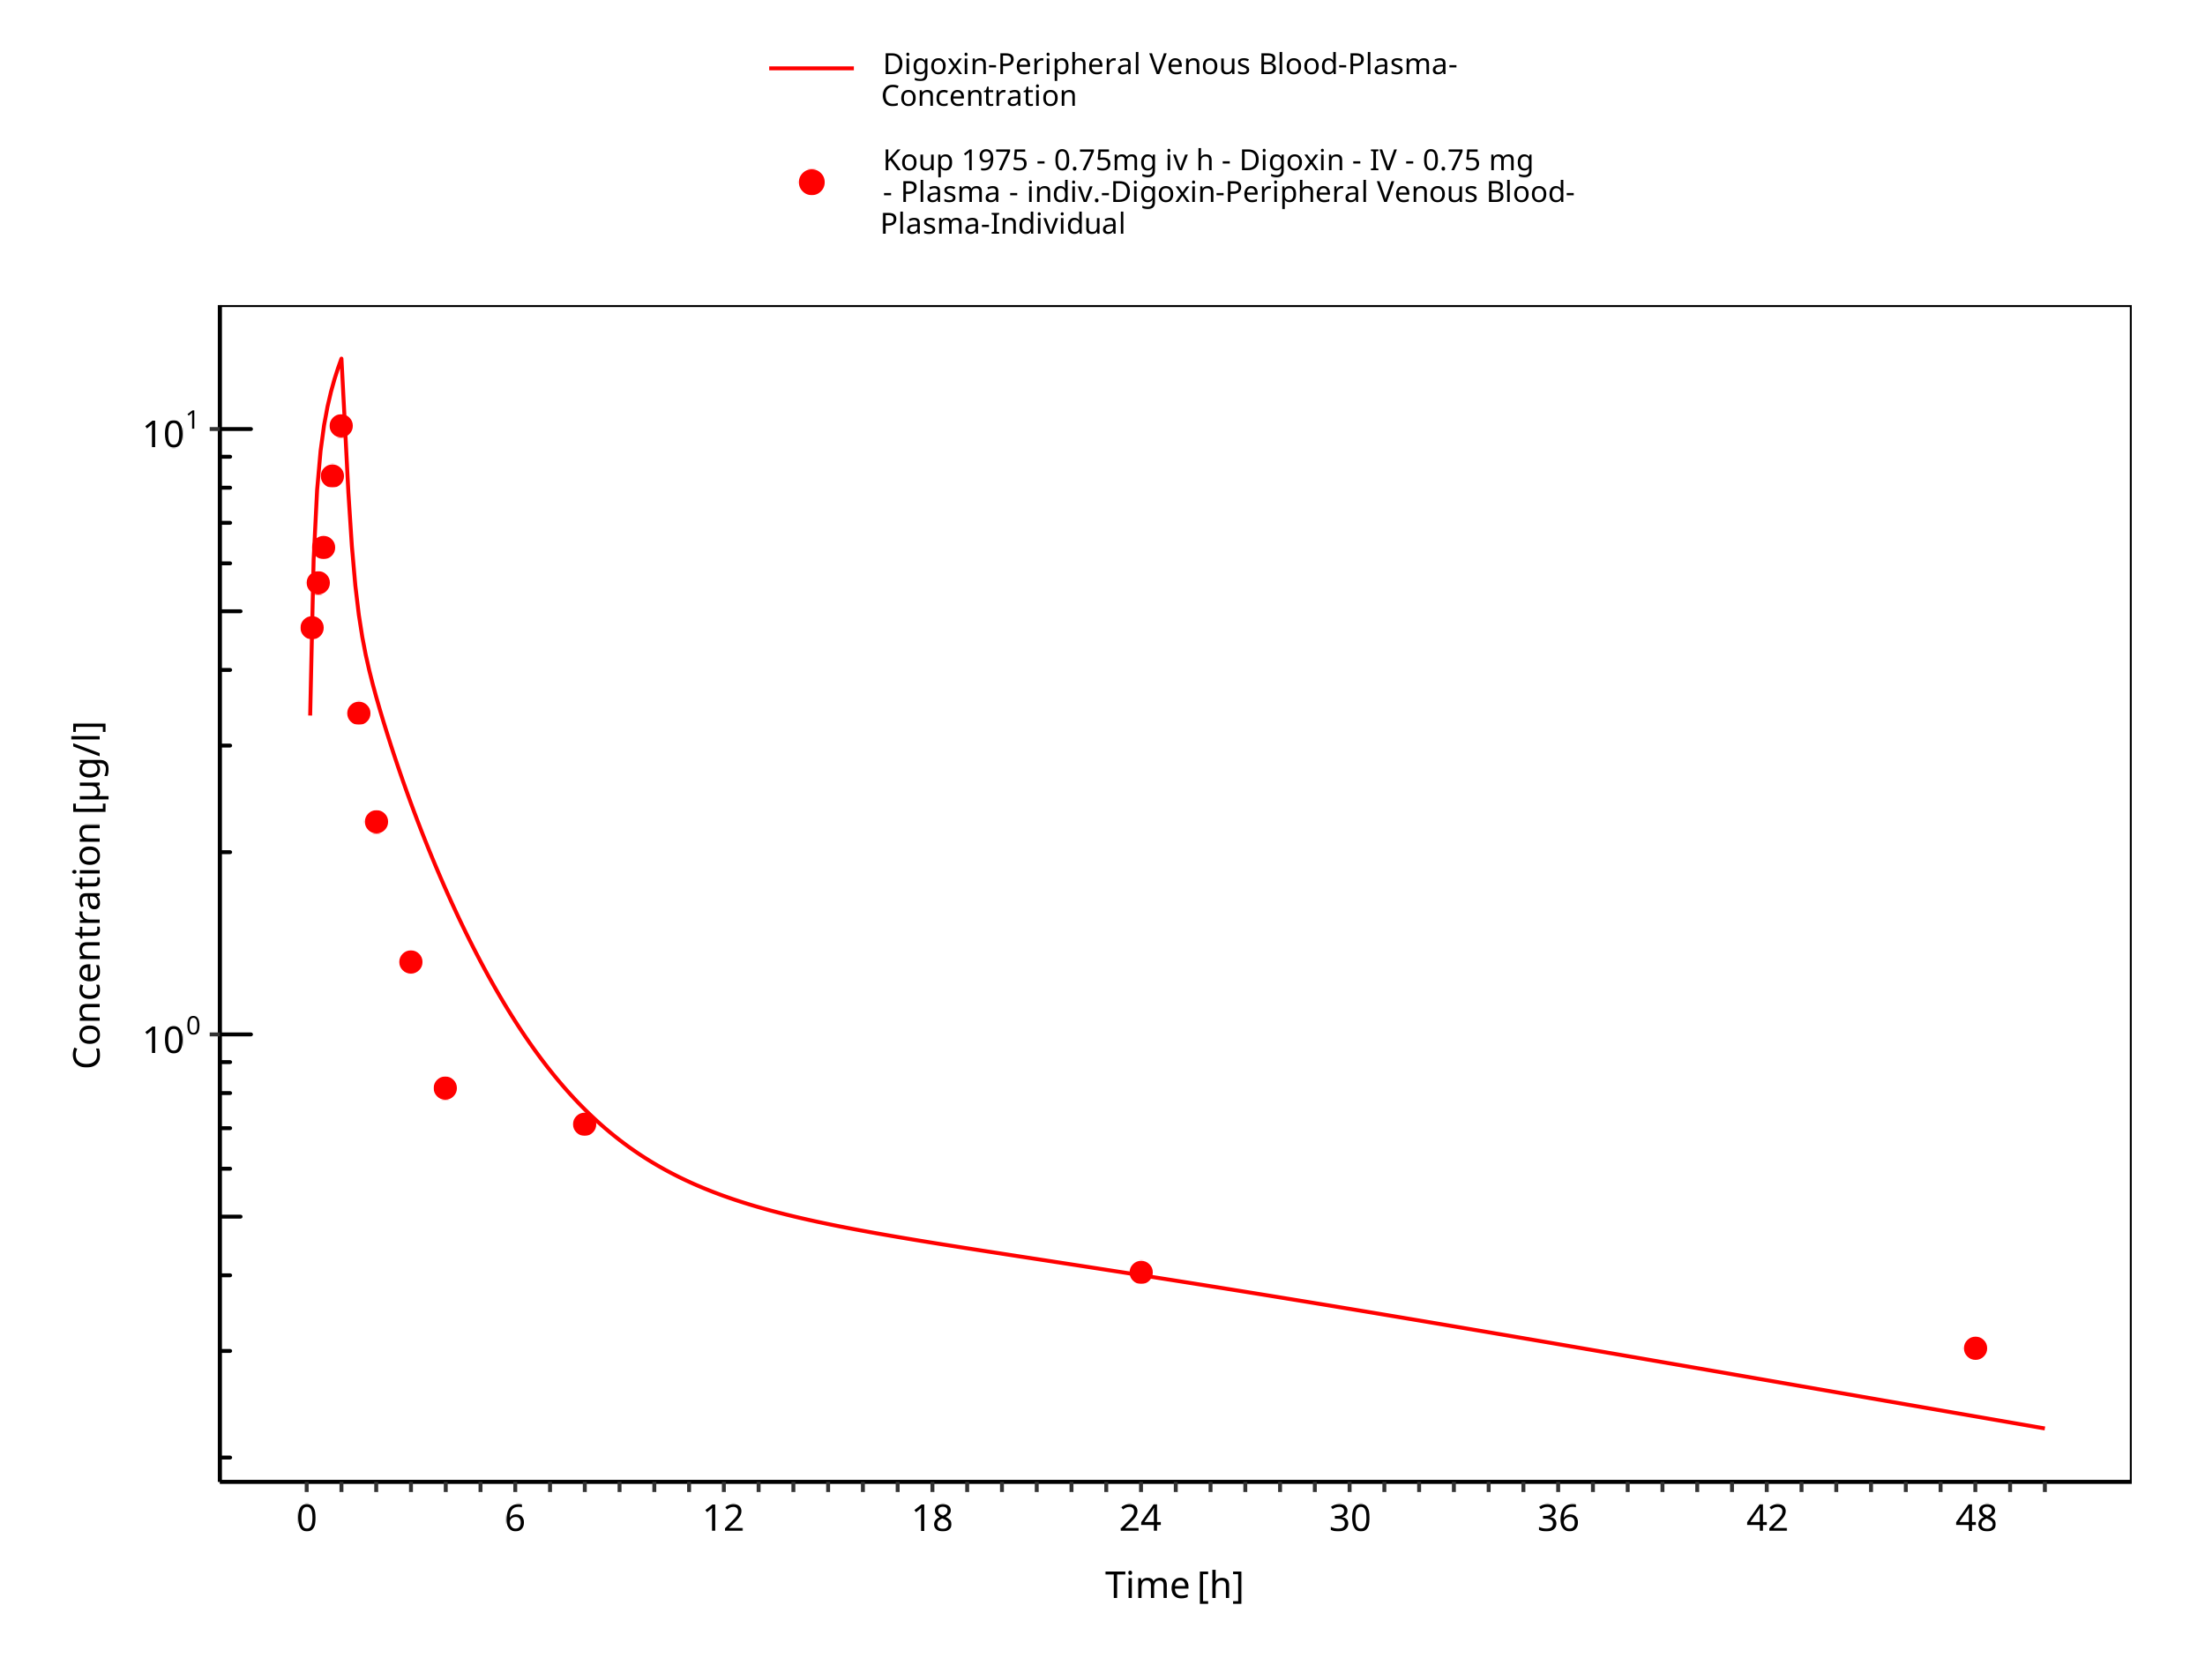 Digoxin-Peripheral Venous Blood-Plasma-
Concentration
Koup 1975 - 0.75mg iv h - Digoxin - IV - 0.75 mg
- Plasma - indiv.-Digoxin-Peripheral Venous Blood-
Plasma-Individual
10¹
10⁰
Concentration [µg/l]
0 6 12 18 24 30 36 42 48
Time [h]